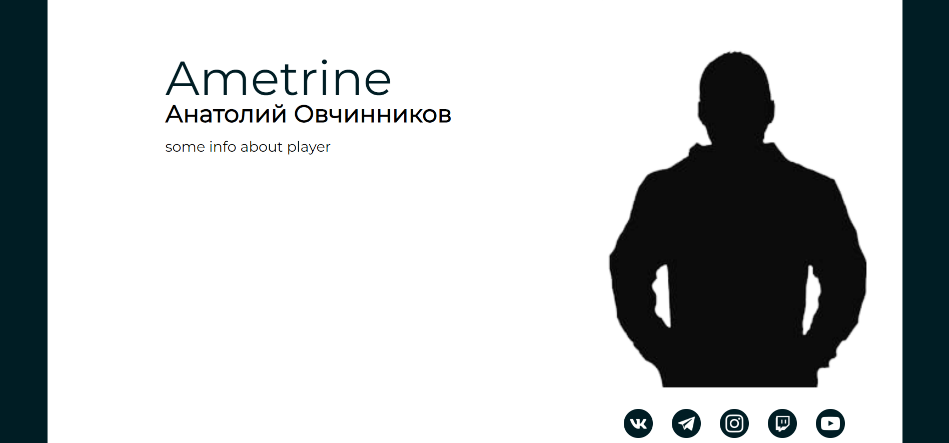 Ametrine
Анатолий Овчинников
some info about player